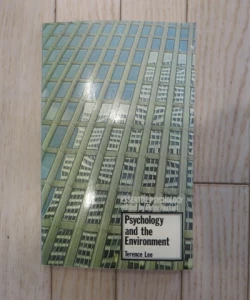 ESSENTIAL PSYCHOLOGY
Psychology
and the
Environment
Terence Lee